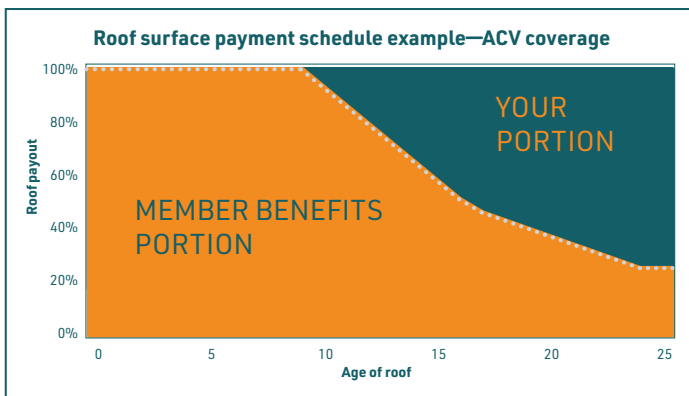 Roof surface payment schedule example—ACV coverage
100%
80%
60%
40%
20%
0%
Roof payout
YOUR
PORTION
MEMBER BENEFITS
PORTION
0 5 10 15 20 25
Age of roof